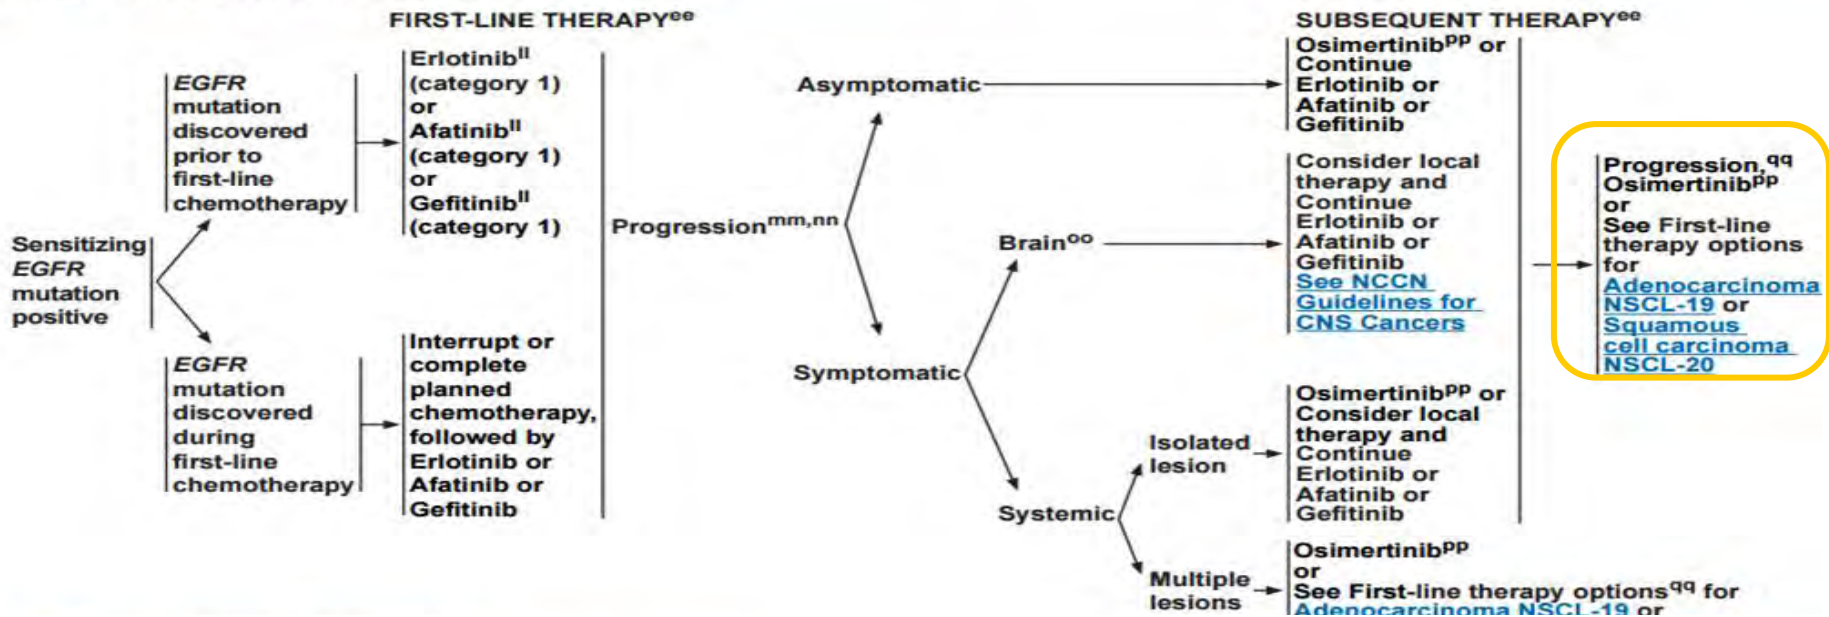 FIRST-LINE THERAPYee
SUBSEQUENT THERAPYee
Sensitizing
EGFR
mutation
positive
EGFR
mutation
discovered
prior to
first-line
chemotherapy
Erlotinibll
(category 1)
or
Afatinibll
(category 1)
or
Gefitinibll
(category 1)
EGFR
mutation
discovered
during
first-line
chemotherapy
Interrupt or
complete
planned
chemotherapy,
followed by
Erlotinib or
Afatinib or
Gefitinib
Progressionmm,nn
Asymptomatic
Osimertinibpp or
Continue
Erlotinib or
Afatinib or
Gefitinib
Symptomatic
Brainoo
Consider local
therapy and
Continue
Erlotinib or
Afatinib or
Gefitinib
See NCCN
Guidelines for
CNS Cancers
Systemic
Isolated
lesion
Osimertinibpp or
Consider local
therapy and
Continue
Erlotinib or
Afatinib or
Gefitinib
Multiple
lesions
Osimertinibpp
or
See First-line therapy optionsqq for
Adenocarcinoma NSCL-19 or
Progression,qq
Osimertinibpp
or
See First-line
therapy options
for
Adenocarcinoma
NSCL-19 or
Squamous
cell carcinoma
NSCL-20